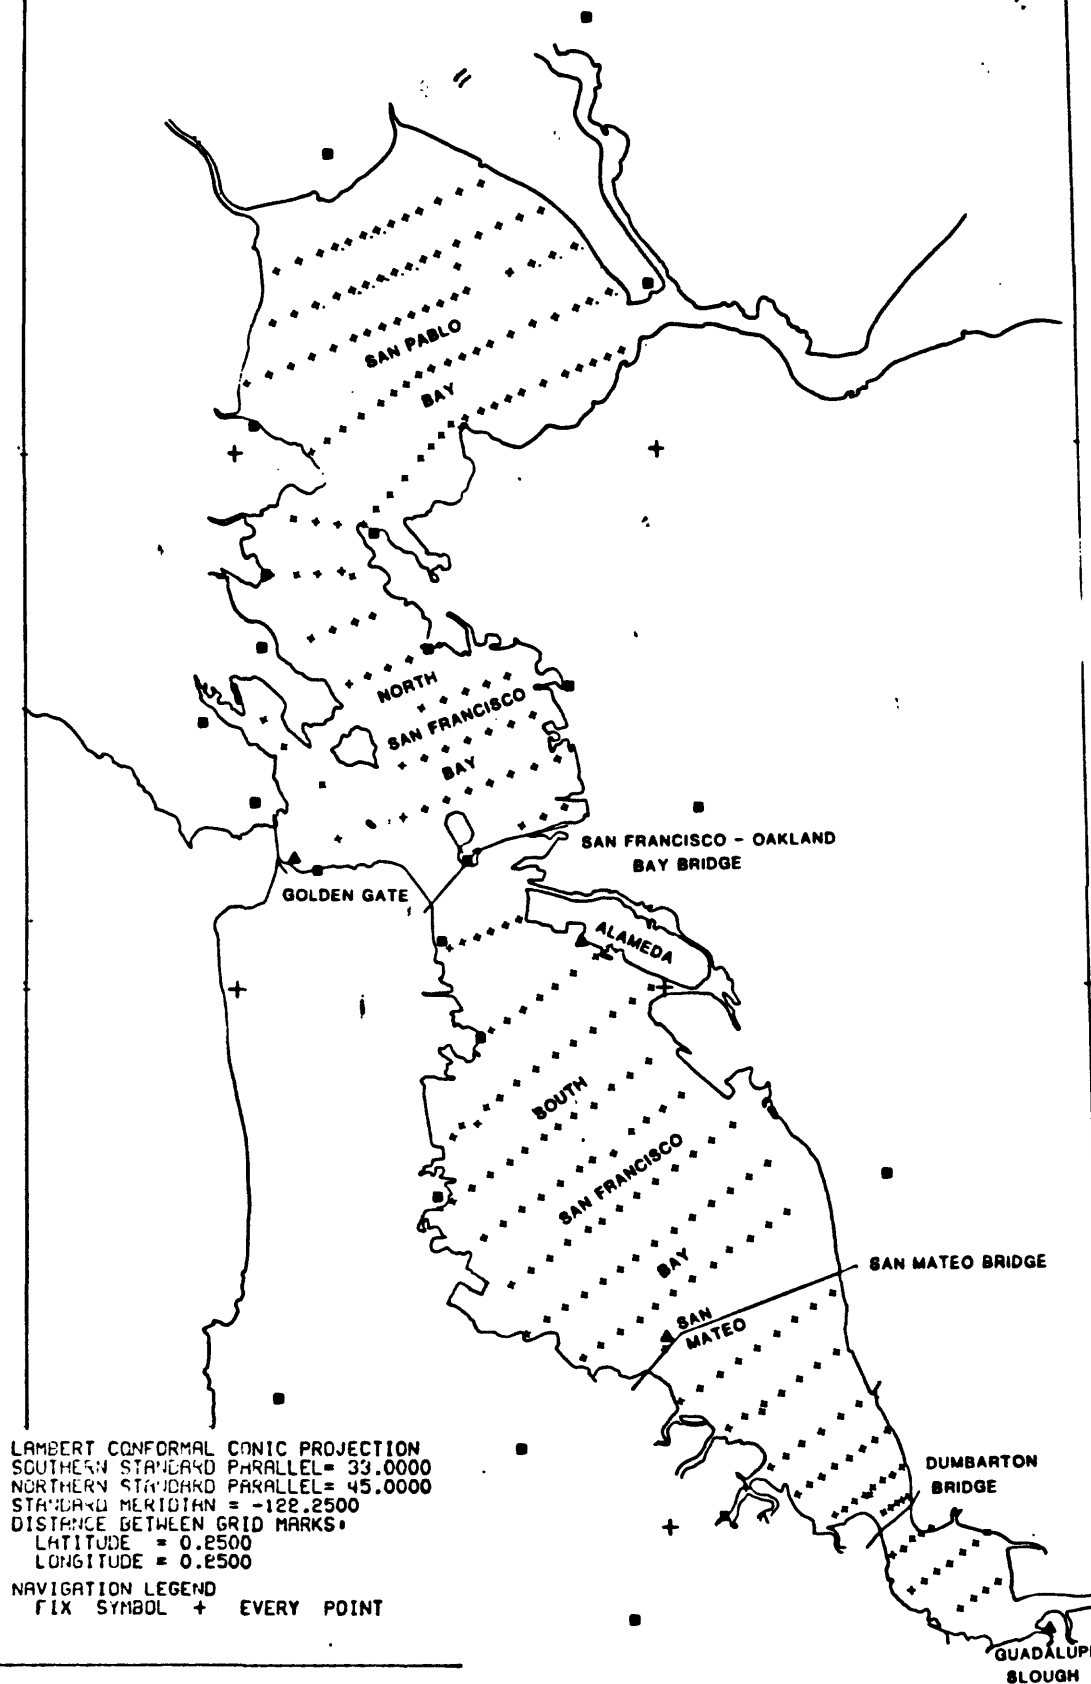 SAN PABLO
BAY
NORTH
SAN FRANCISCO
BAY
SAN FRANCISCO - OAKLAND
BAY BRIDGE
GOLDEN GATE
ALAMEDA
SOUTH
SAN FRANCISCO
BAY
SAN MATEO BRIDGE
SAN
MATEO
DUMBARTON
BRIDGE
LAMBERT CONFORMAL CONIC PROJECTION
SOUTHERN STANDARD PARALLEL= 33.0000
NORTHERN STANDARD PARALLEL= 45.0000
STANDARD MERIDIAN = -122.2500
DISTANCE BETWEEN GRID MARKS:
LATITUDE = 0.2500
LONGITUDE = 0.2500
NAVIGATION LEGEND
FIX SYMBOL + EVERY POINT
GUADALUP
SLOUGH